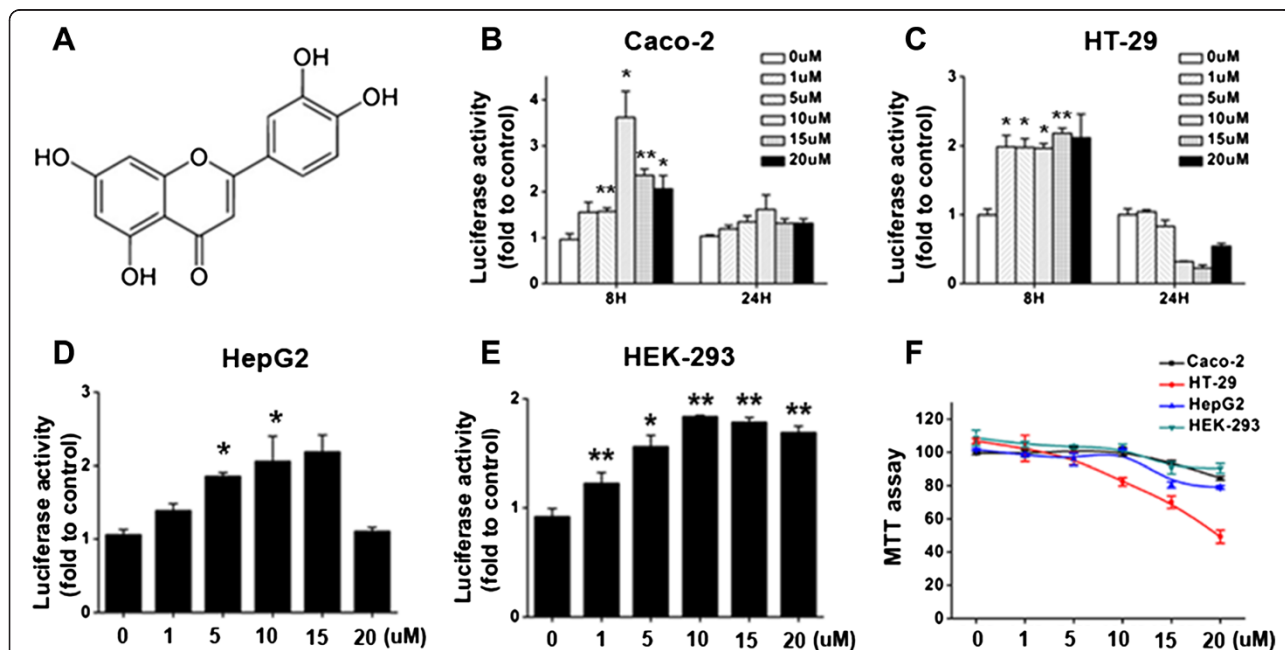 A
OH
OH
HO
O
OH
O
B
Caco-2
0uM
1uM
5uM
10uM
15uM
20uM
*
**
**
*
Luciferase activity
(fold to control)
4
3
2
1
0
8H
24H
C
HT-29
0uM
1uM
5uM
10uM
15uM
20uM
* * * **
Luciferase activity
(fold to control)
3
2
1
0
8H
24H
D
HepG2
* *
Luciferase activity
(fold to control)
3
2
1
0
0 1 5 10 15 20 (uM)
E
HEK-293
** * ** ** **
Luciferase activity
(fold to control)
2
1
0
0 1 5 10 15 20 (uM)
F
Caco-2
HT-29
HepG2
HEK-293
MTT assay
120
100
80
60
40
20
0
0 1 5 10 15 20 (uM)